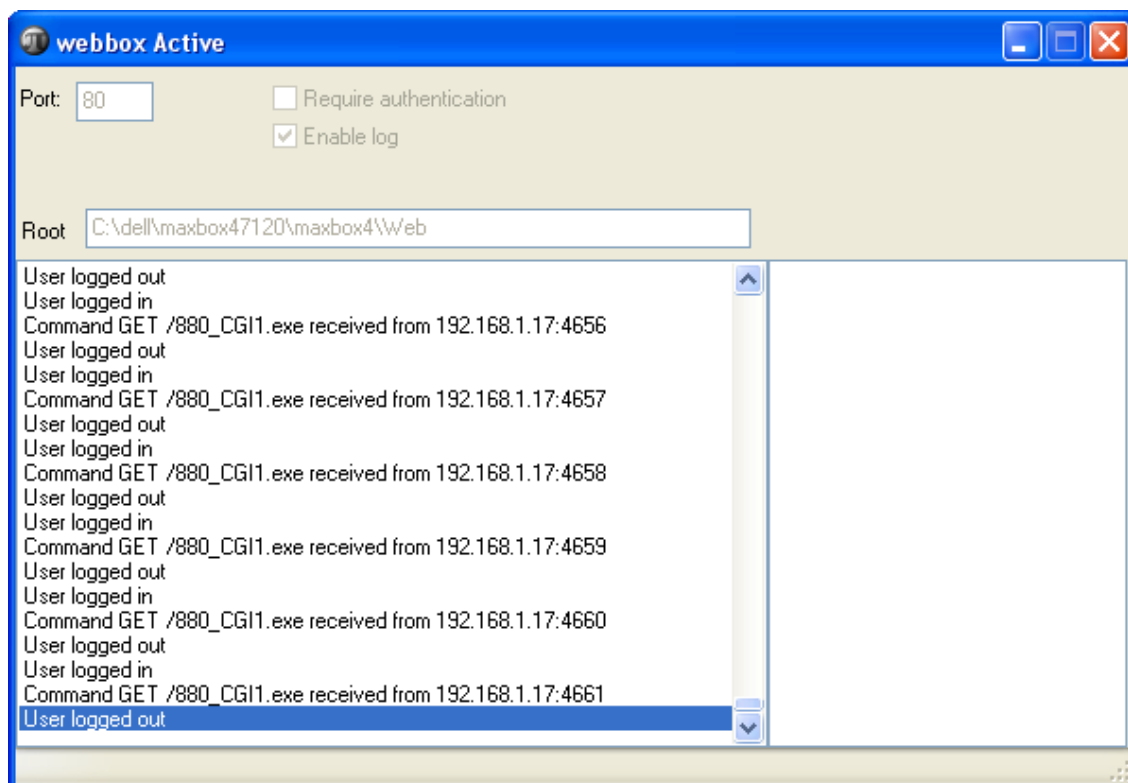 webbox Active
Port: 80
Require authentication
Enable log
Root C:\dell\maxbox47120\maxbox4\Web
User logged out
User logged in
Command GET /880_CGI1.exe received from 192.168.1.17:4656
User logged out
User logged in
Command GET /880_CGI1.exe received from 192.168.1.17:4657
User logged out
User logged in
Command GET /880_CGI1.exe received from 192.168.1.17:4658
User logged out
User logged in
Command GET /880_CGI1.exe received from 192.168.1.17:4659
User logged out
User logged in
Command GET /880_CGI1.exe received from 192.168.1.17:4660
User logged out
User logged in
Command GET /880_CGI1.exe received from 192.168.1.17:4661
User logged out